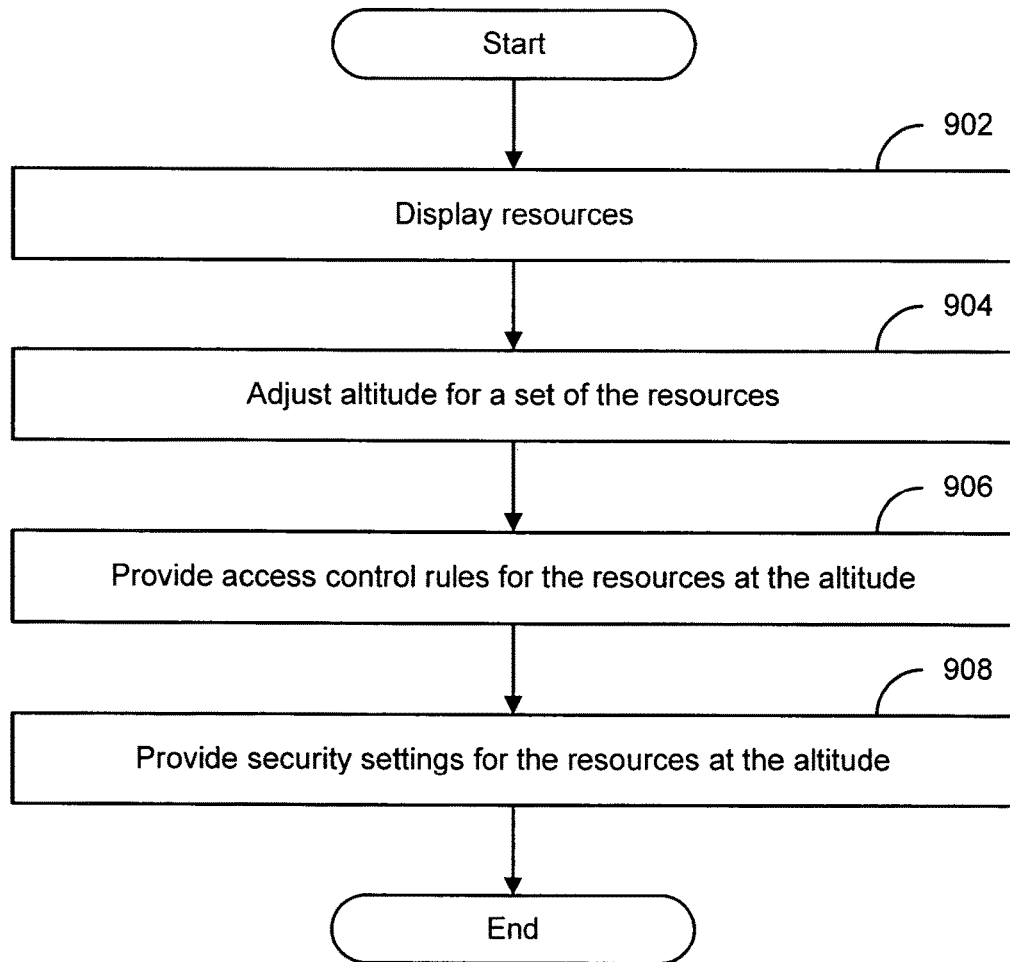 Start
902
Display resources
904
Adjust altitude for a set of the resources
906
Provide access control rules for the resources at the altitude
908
Provide security settings for the resources at the altitude
End